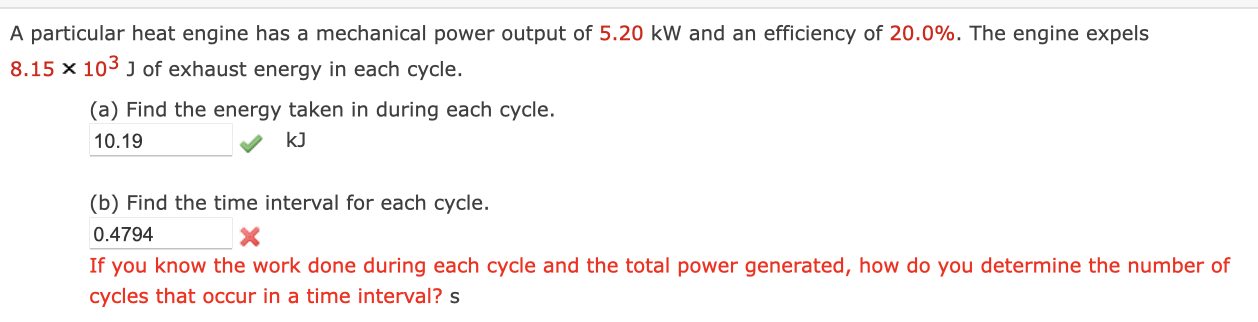 A particular heat engine has a mechanical power output of 5.20 kW and an efficiency of 20.0%. The engine expels
8.15 × 10³ J of exhaust energy in each cycle.
(a) Find the energy taken in during each cycle.
10.19 kJ
(b) Find the time interval for each cycle.
0.4794
If you know the work done during each cycle and the total power generated, how do you determine the number of
cycles that occur in a time interval? s